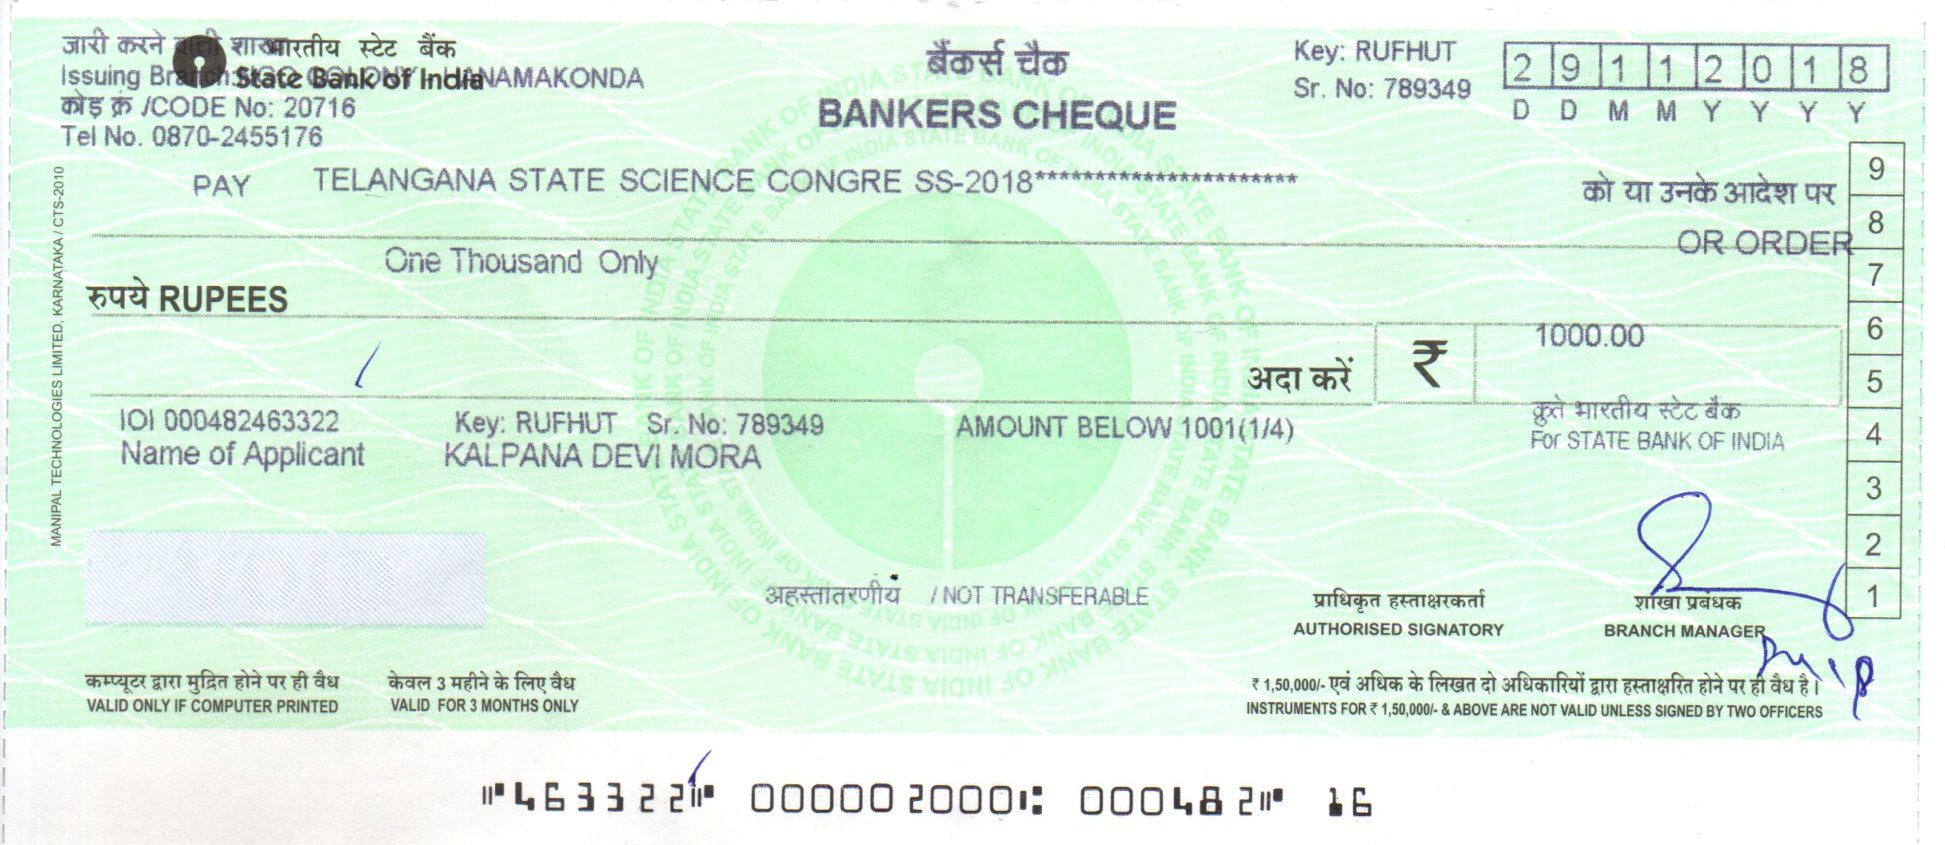 जारी करने वाली शाखा
भारतीय स्टेट बैंक
Issuing Branch: COLONY - HANAMAKONDA
State Bank of India
कोड़ क्रं /CODE No: 20716
Tel No. 0870-2455176
बैंकर्स चैक
BANKERS CHEQUE
Key: RUFHUT
Sr. No: 789349
2 9 1 1 2 0 1 8
D D M M Y Y Y Y
PAY TELANGANA STATE SCIENCE CONGRE SS-2018**********************
को या उनके आदेश पर
OR ORDER
One Thousand Only
रुपये RUPEES
अदा करें ₹ 1000.00
IOI 000482463322 Key: RUFHUT Sr. No: 789349 AMOUNT BELOW 1001(1/4)
Name of Applicant KALPANA DEVI MORA
क्रुते भारतीय स्टेट बैंक
For STATE BANK OF INDIA
9
8
7
6
5
4
3
2
1
MANIPAL TECHNOLOGIES LIMITED, KARNATAKA / CTS-2010
अहस्तातरणीय / NOT TRANSFERABLE
प्राधिकृत हस्ताक्षरकर्ता
AUTHORISED SIGNATORY
शाखा प्रबंधक
BRANCH MANAGER
कम्प्यूटर द्वारा मुद्रित होने पर ही वैध
VALID ONLY IF COMPUTER PRINTED
केवल 3 महीने के लिए वैध
VALID FOR 3 MONTHS ONLY
₹ 1,50,000/- एवं अधिक के लिखत दो अधिकारियों द्वारा हस्ताक्षरित होने पर ही वैध है।
INSTRUMENTS FOR ₹ 1,50,000/- & ABOVE ARE NOT VALID UNLESS SIGNED BY TWO OFFICERS
⑈463322⑈ 000002000⑆ 000482⑈ 16